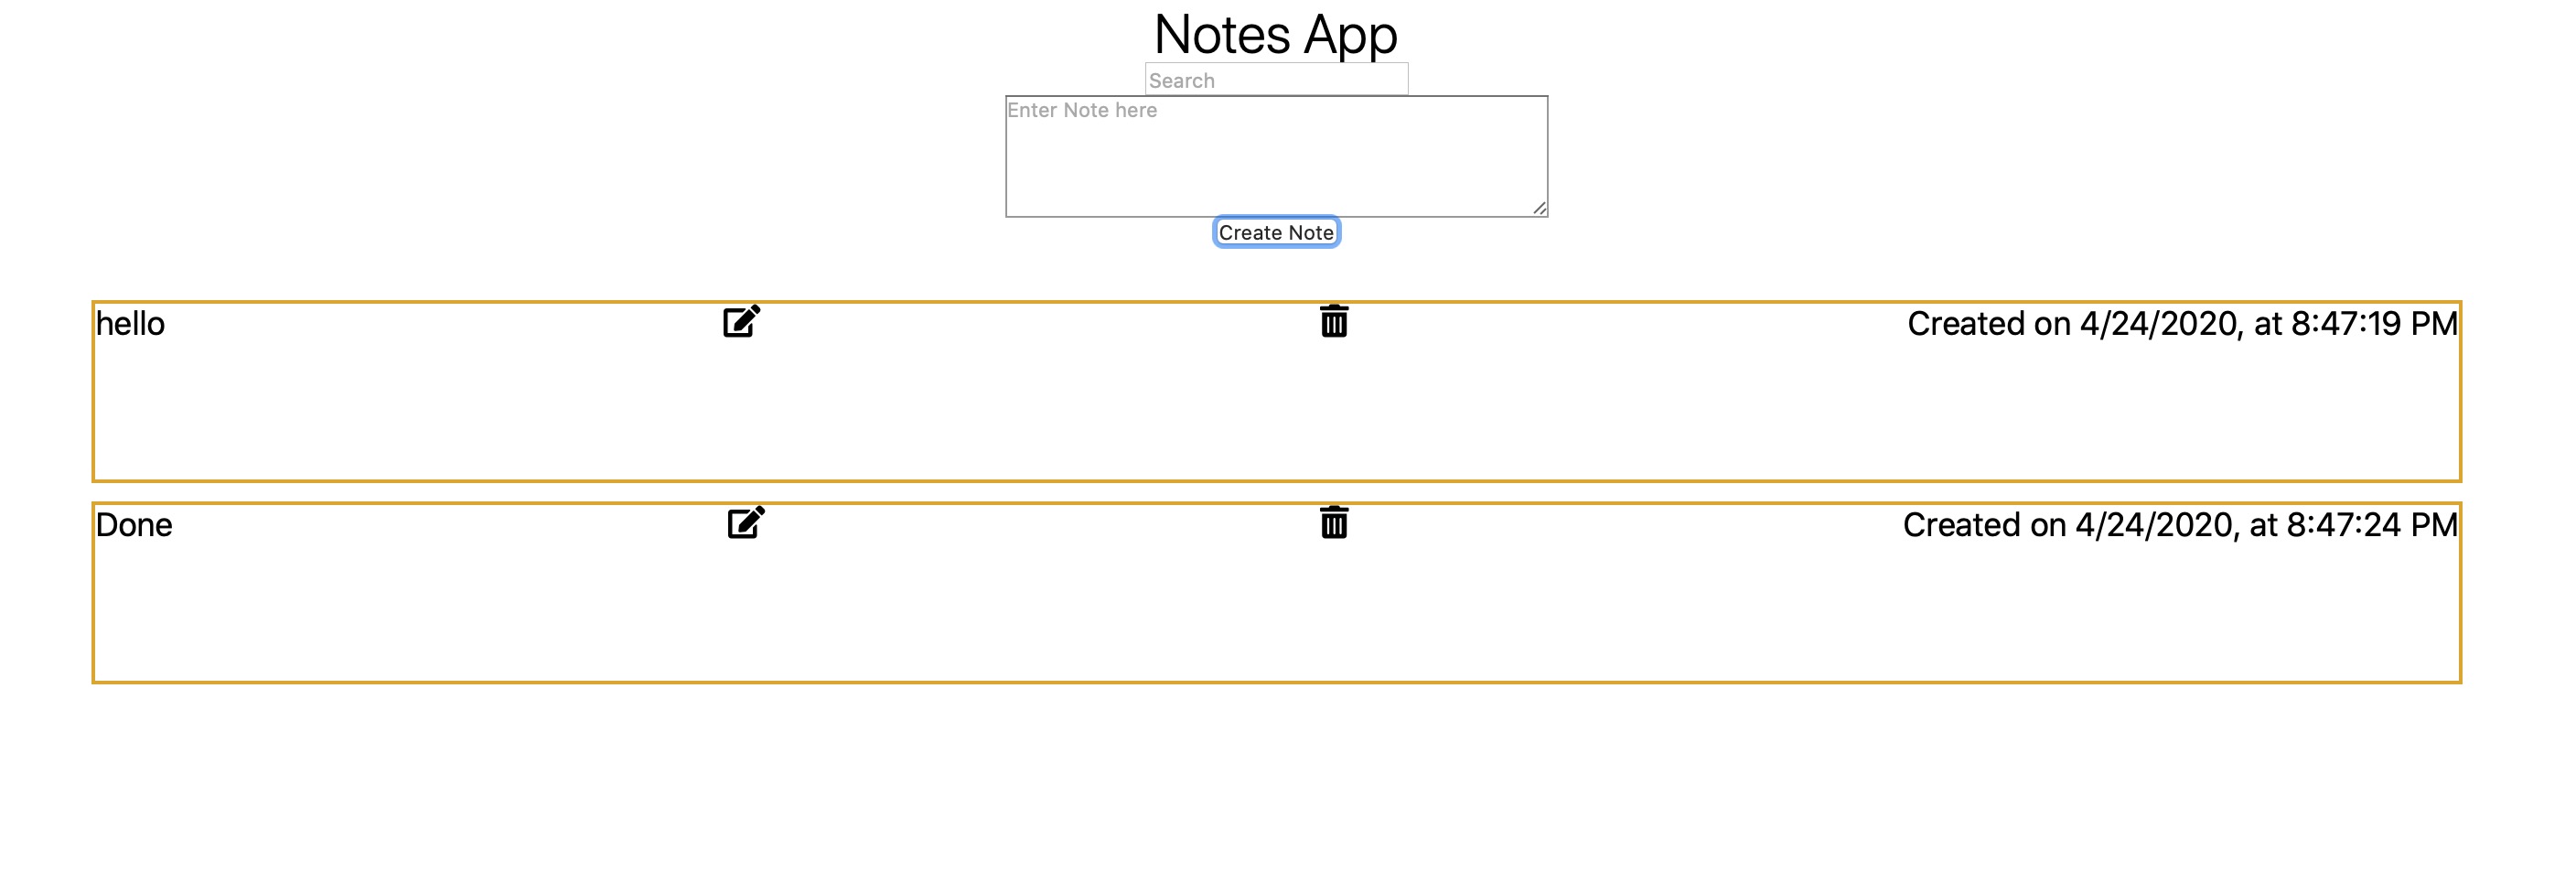 Notes App
Search
Enter Note here
Create Note
hello Created on 4/24/2020, at 8:47:19 PM
Done Created on 4/24/2020, at 8:47:24 PM